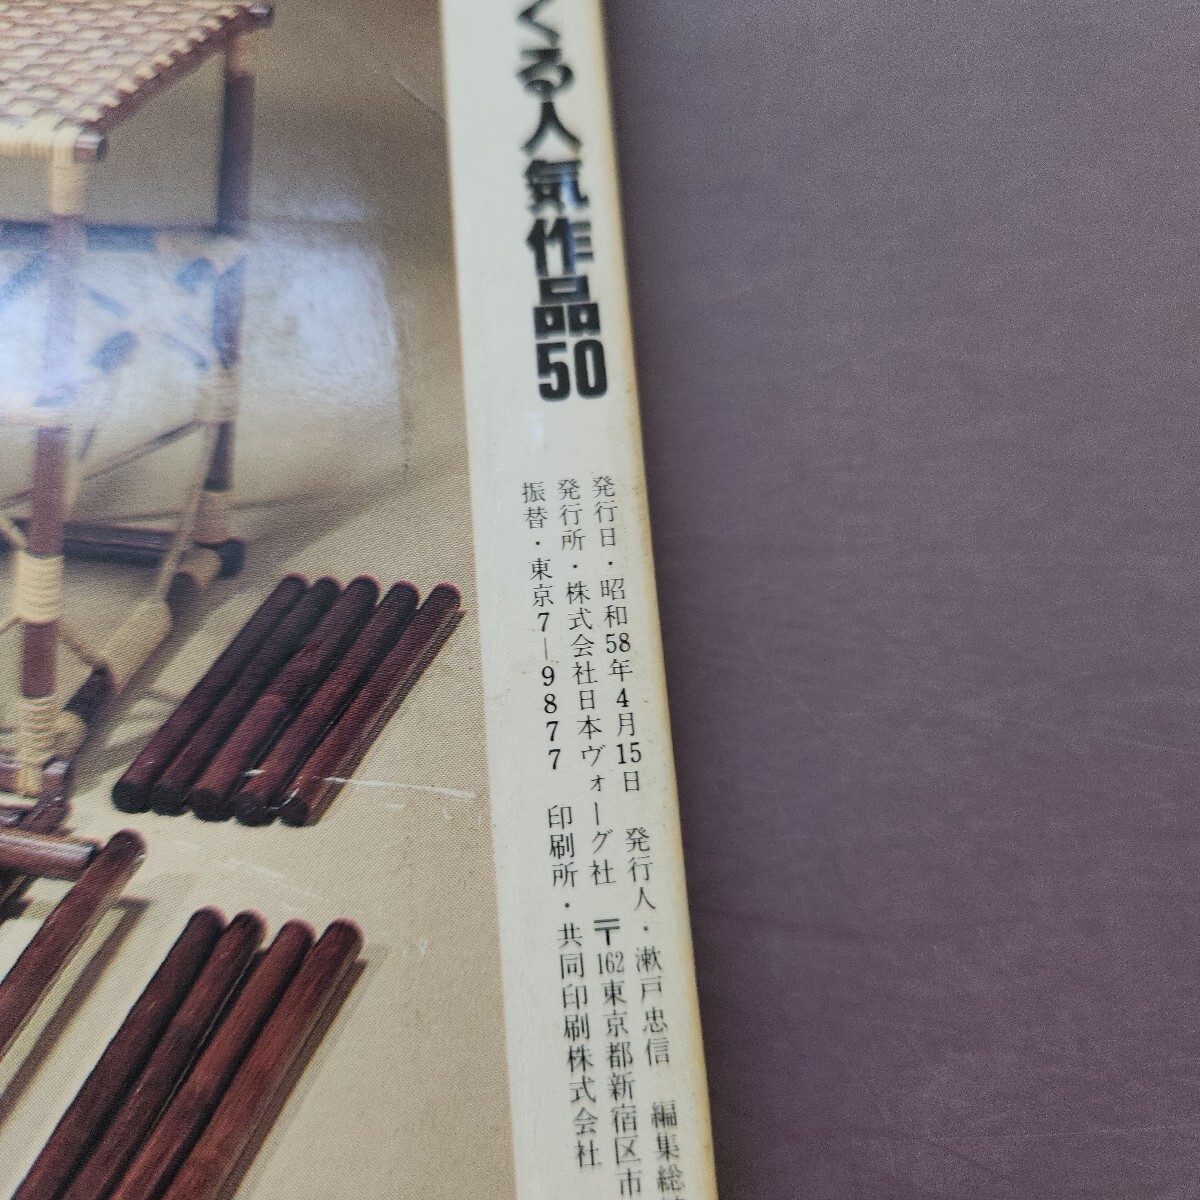 くる人気作品50
発行日・昭和58年4月15日　発行人・漱戸忠信　編集総
発行所・株式会社日本ヴォーグ社　〒162東京都新宿区市
振替・東京7—9877　印刷所・共同印刷株式会社